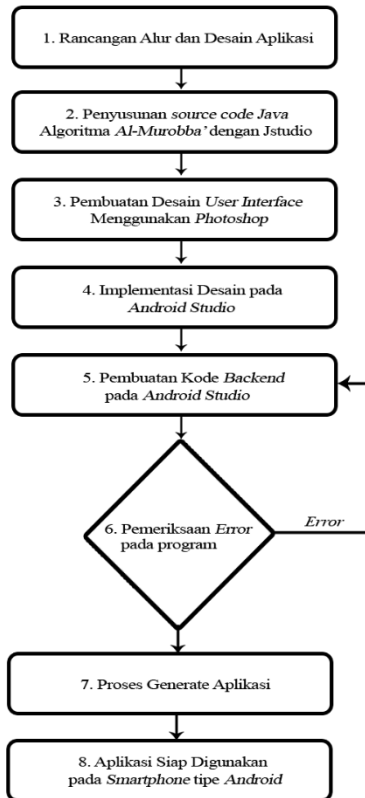 1. Rancangan Alur dan Desain Aplikasi
2. Penyusunan source code Java
Algoritma Al-Murobba' dengan Jstudio
3. Pembuatan Desain User Interface
Menggunakan Photoshop
4. Implementasi Desain pada
Android Studio
5. Pembuatan Kode Backend
pada Android Studio
6. Pemeriksaan Error
pada program
Error
7. Proses Generate Aplikasi
8. Aplikasi Siap Digunakan
pada Smartphone tipe Android